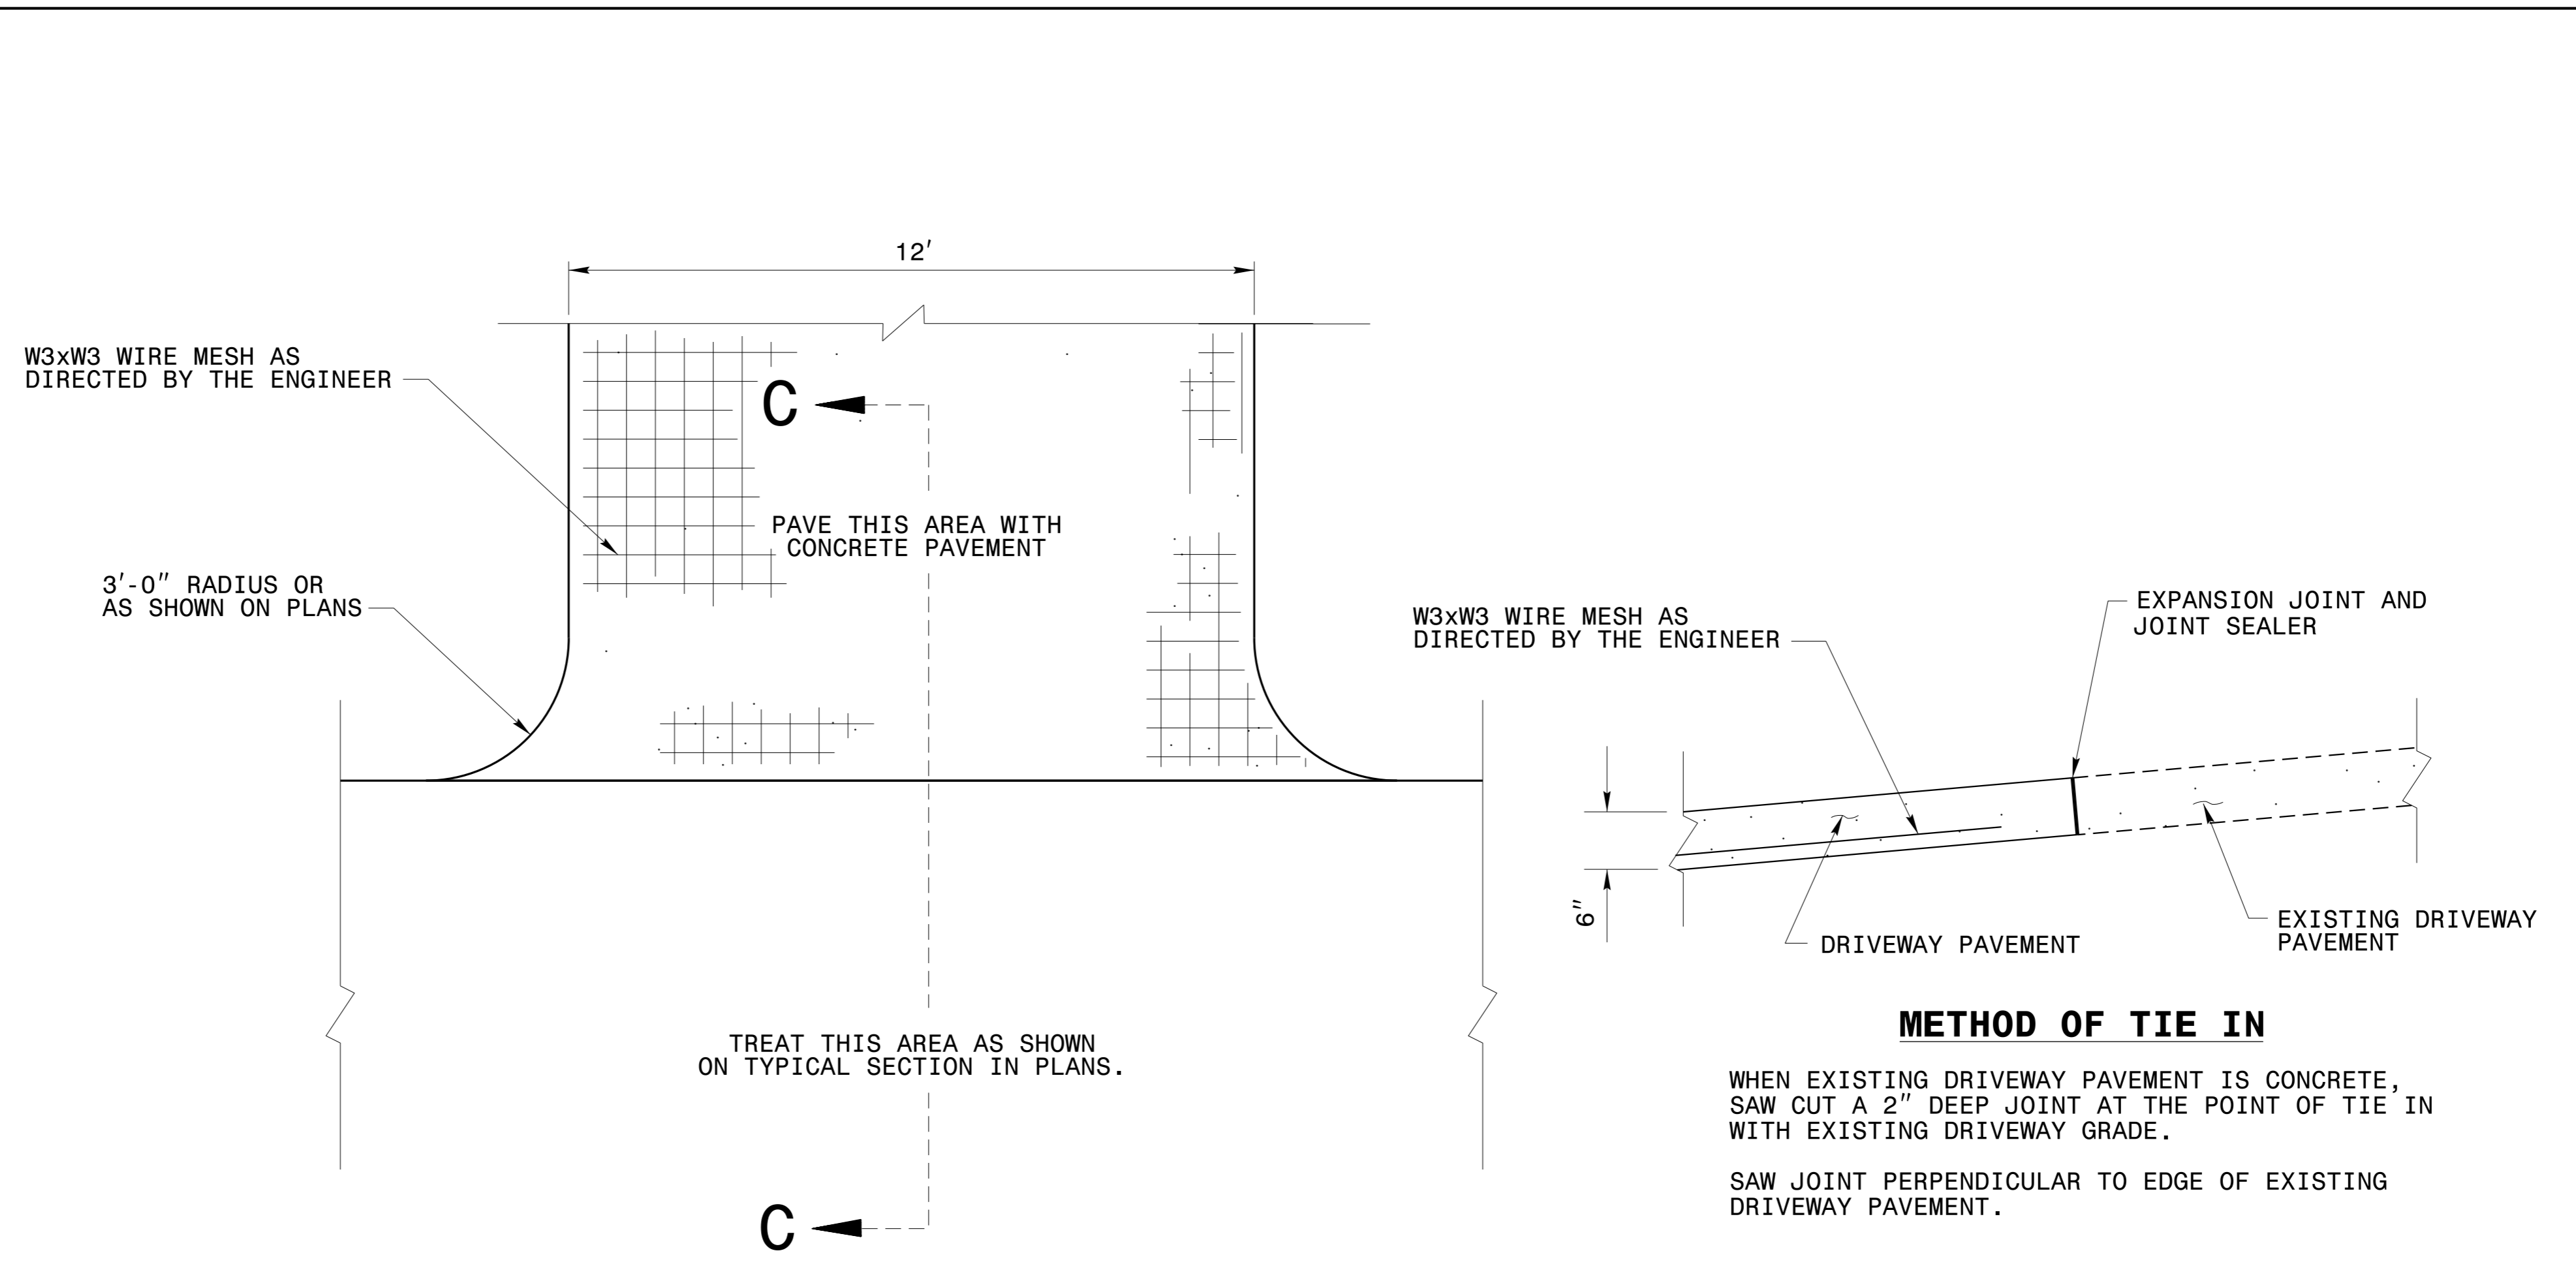 12'
W3xW3 WIRE MESH AS
DIRECTED BY THE ENGINEER
C
PAVE THIS AREA WITH
CONCRETE PAVEMENT
3'-0" RADIUS OR
AS SHOWN ON PLANS
TREAT THIS AREA AS SHOWN
ON TYPICAL SECTION IN PLANS.
C
W3xW3 WIRE MESH AS
DIRECTED BY THE ENGINEER
EXPANSION JOINT AND
JOINT SEALER
6"
DRIVEWAY PAVEMENT
EXISTING DRIVEWAY
PAVEMENT
METHOD OF TIE IN
WHEN EXISTING DRIVEWAY PAVEMENT IS CONCRETE,
SAW CUT A 2" DEEP JOINT AT THE POINT OF TIE IN
WITH EXISTING DRIVEWAY GRADE.
SAW JOINT PERPENDICULAR TO EDGE OF EXISTING
DRIVEWAY PAVEMENT.